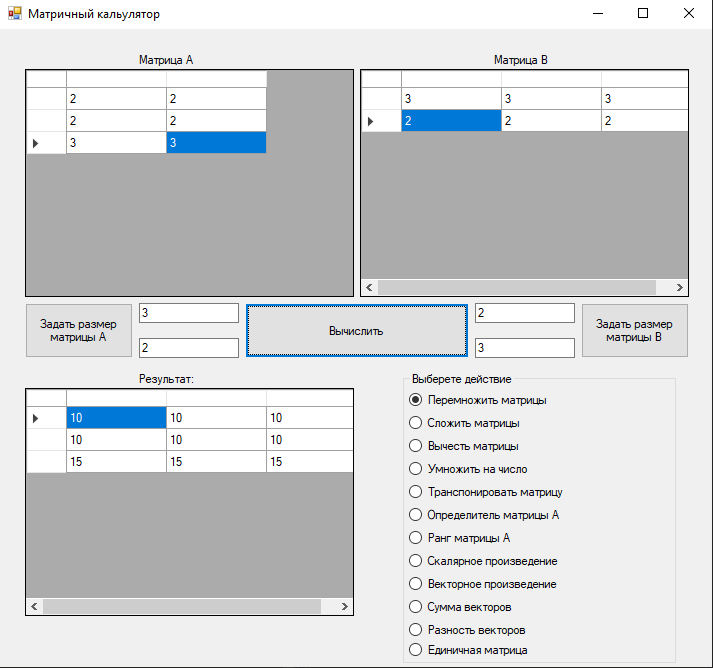 Матричный кальулятор
Матрица А
Матрица В
2 2
2 2
3 3
3 3 3
2 2 2
Задать размер
матрицы А
3
2
Вычислить
2
3
Задать размер
матрицы В
Результат:
10 10 10
10 10 10
15 15 15
Выберете действие
Перемножить матрицы
Сложить матрицы
Вычесть матрицы
Умножить на число
Транспонировать матрицу
Определитель матрицы А
Ранг матрицы А
Скалярное произведение
Векторное произведение
Сумма векторов
Разность векторов
Единичная матрица